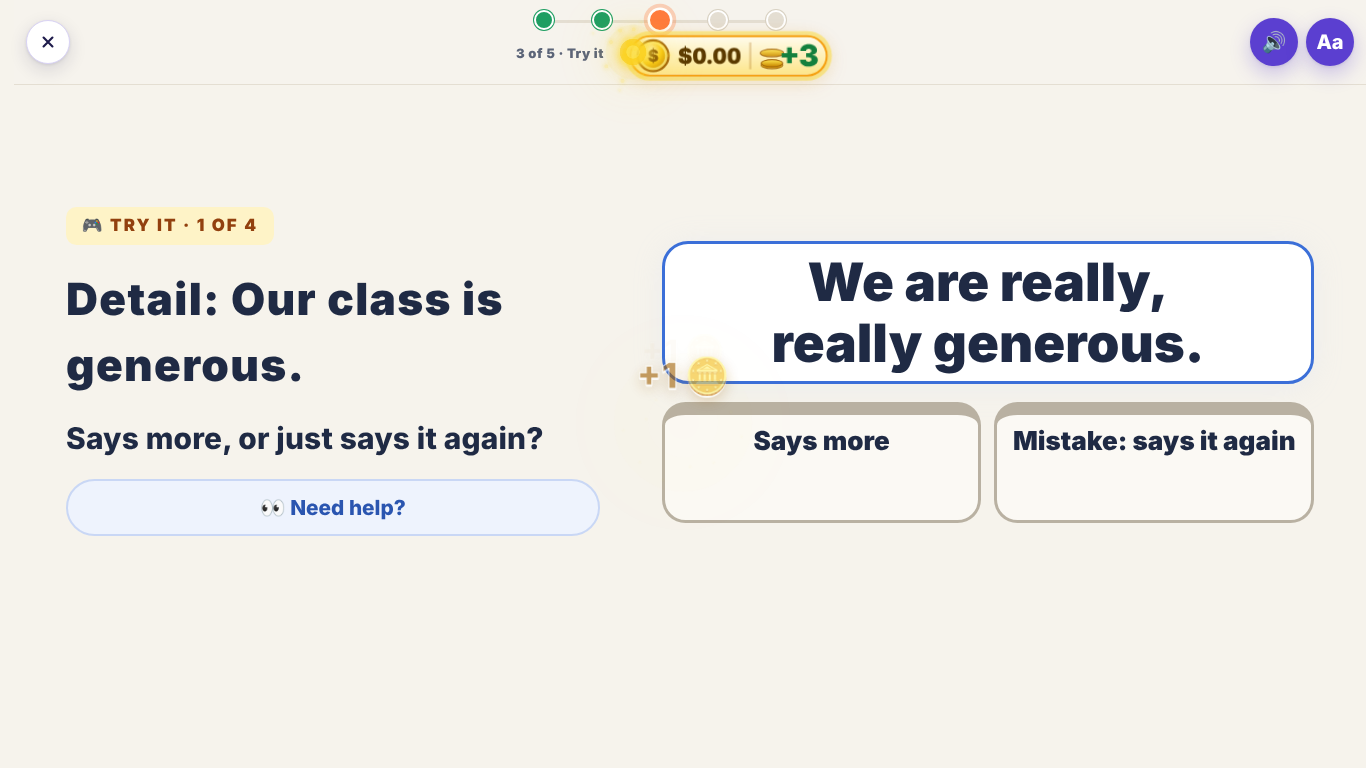 3 of 5 · Try it
$0.00
+3
Aa
TRY IT · 1 OF 4
Detail: Our class is
generous.
Says more, or just says it again?
Need help?
We are really,
really generous.
+1
Says more
Mistake: says it again